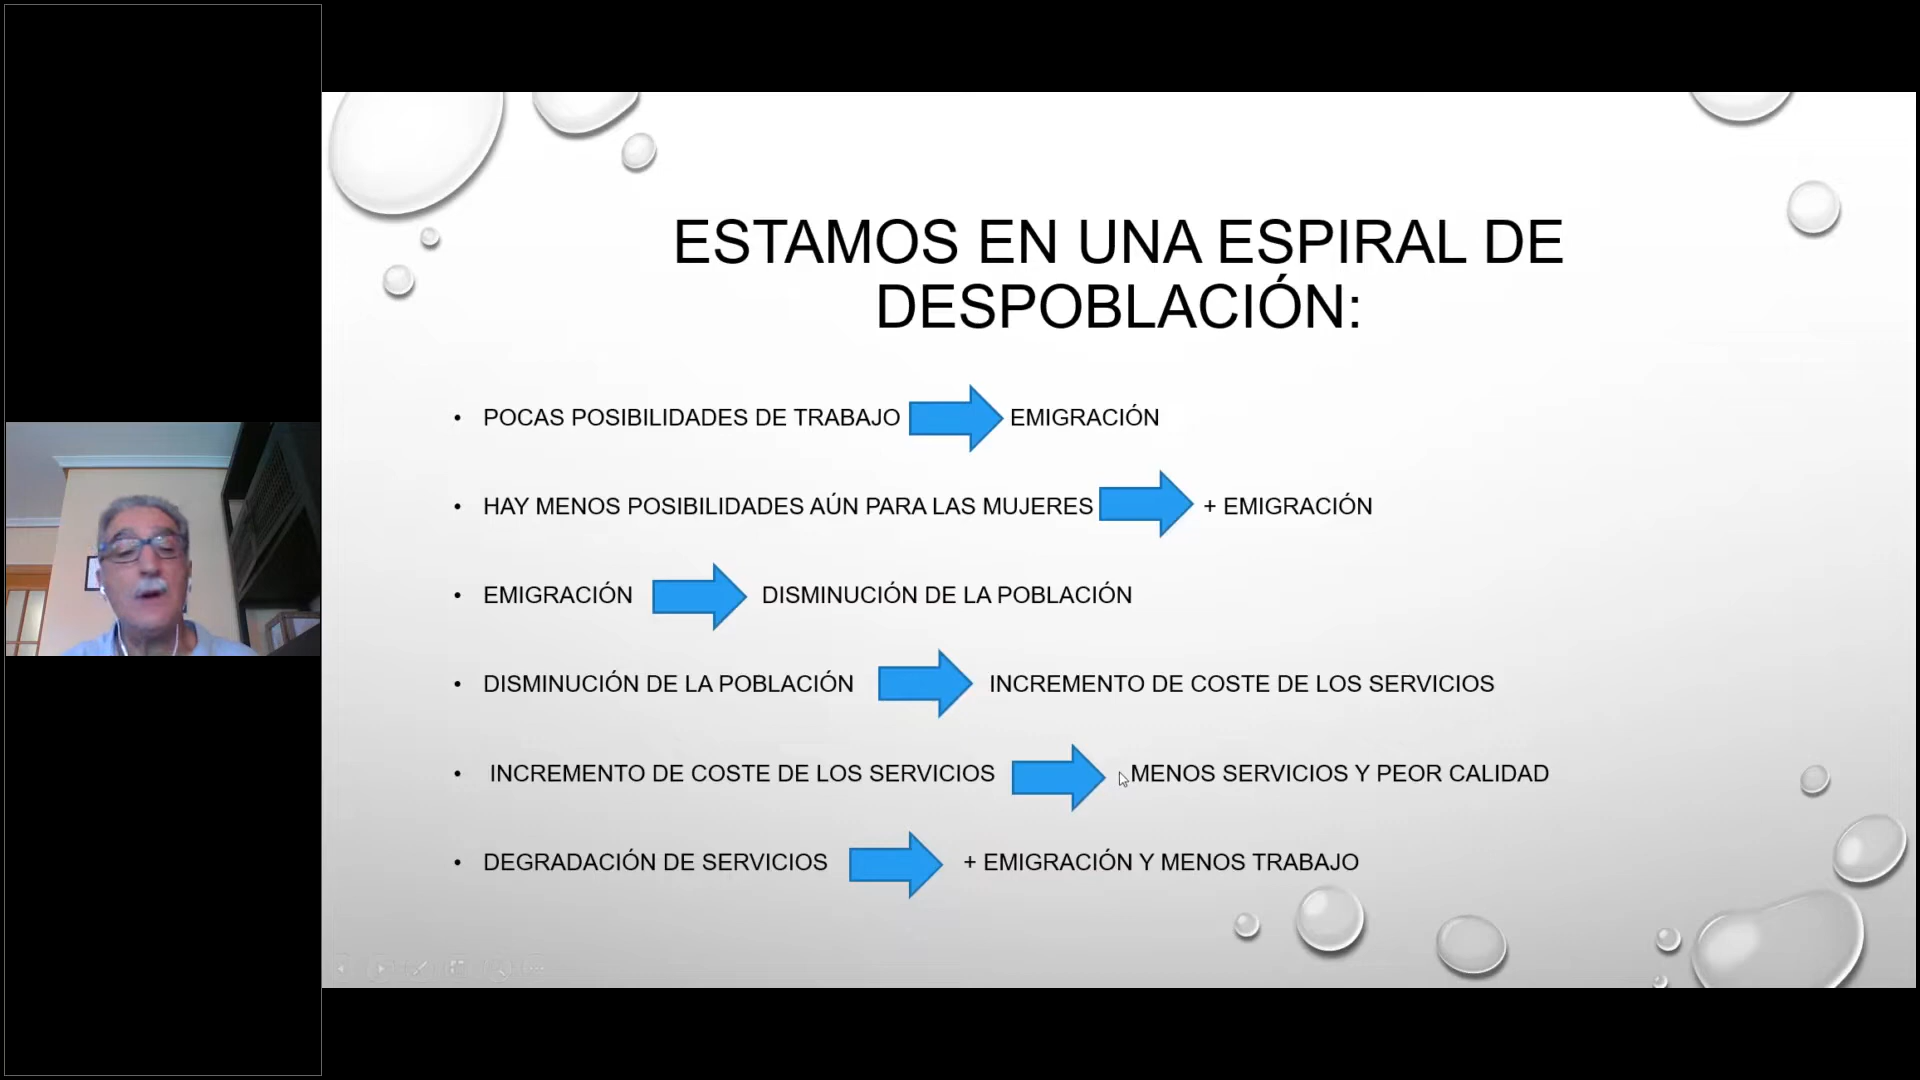 ESTAMOS EN UNA ESPIRAL DE
DESPOBLACIÓN:
• POCAS POSIBILIDADES DE TRABAJO EMIGRACIÓN
• HAY MENOS POSIBILIDADES AÚN PARA LAS MUJERES + EMIGRACIÓN
• EMIGRACIÓN DISMINUCIÓN DE LA POBLACIÓN
• DISMINUCIÓN DE LA POBLACIÓN INCREMENTO DE COSTE DE LOS SERVICIOS
• INCREMENTO DE COSTE DE LOS SERVICIOS MENOS SERVICIOS Y PEOR CALIDAD
• DEGRADACIÓN DE SERVICIOS + EMIGRACIÓN Y MENOS TRABAJO